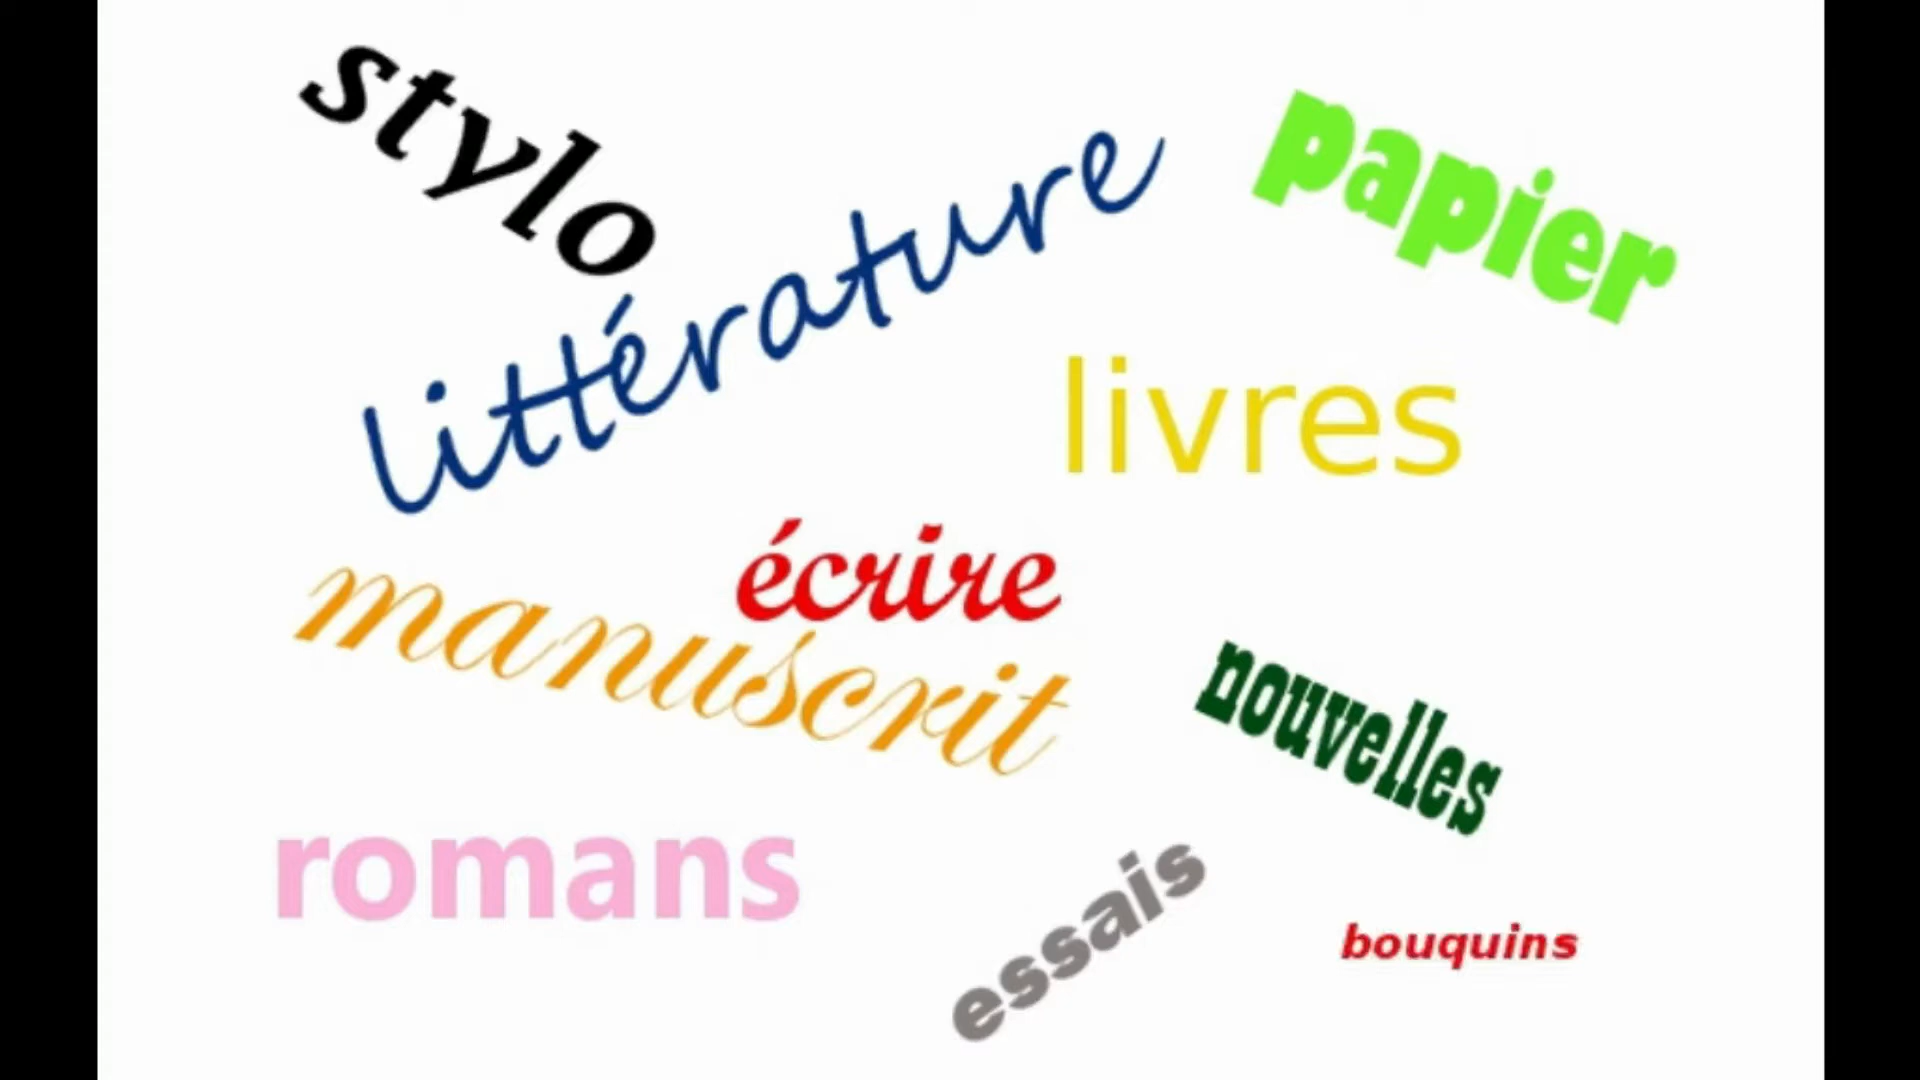 stylo
littérature
papier
livres
écrire
manuscrit
nouvelles
romans
essais
bouquins